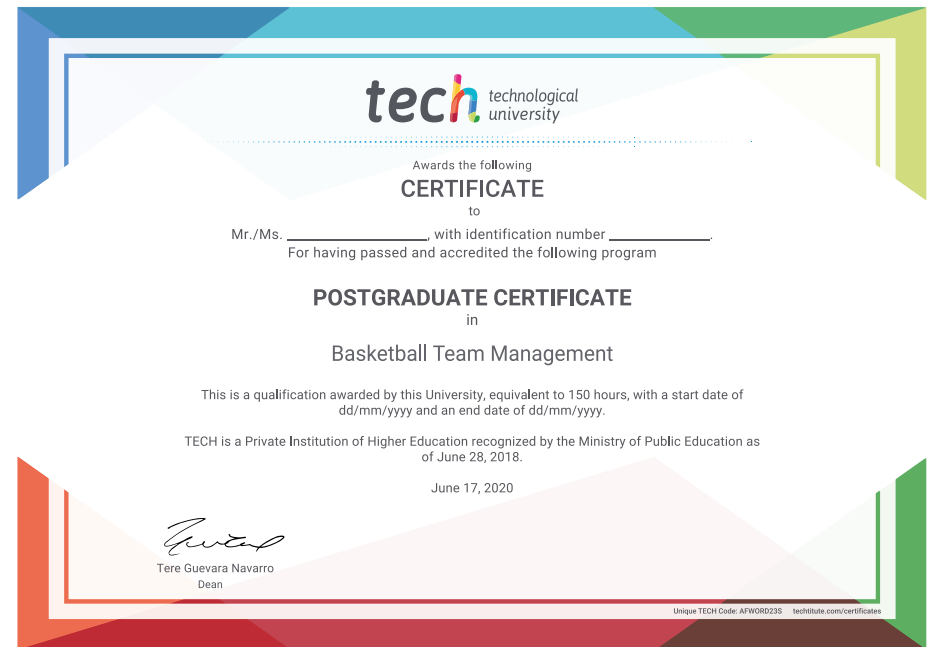 tech technological
university
Awards the following
CERTIFICATE
to
Mr./Ms. ____________________, with identification number ______________.
For having passed and accredited the following program
POSTGRADUATE CERTIFICATE
in
Basketball Team Management
This is a qualification awarded by this University, equivalent to 150 hours, with a start date of
dd/mm/yyyy and an end date of dd/mm/yyyy.
TECH is a Private Institution of Higher Education recognized by the Ministry of Public Education as
of June 28, 2018.
June 17, 2020
Tere Guevara Navarro
Dean
Unique TECH Code: AFWORD23S techtitute.com/certificates